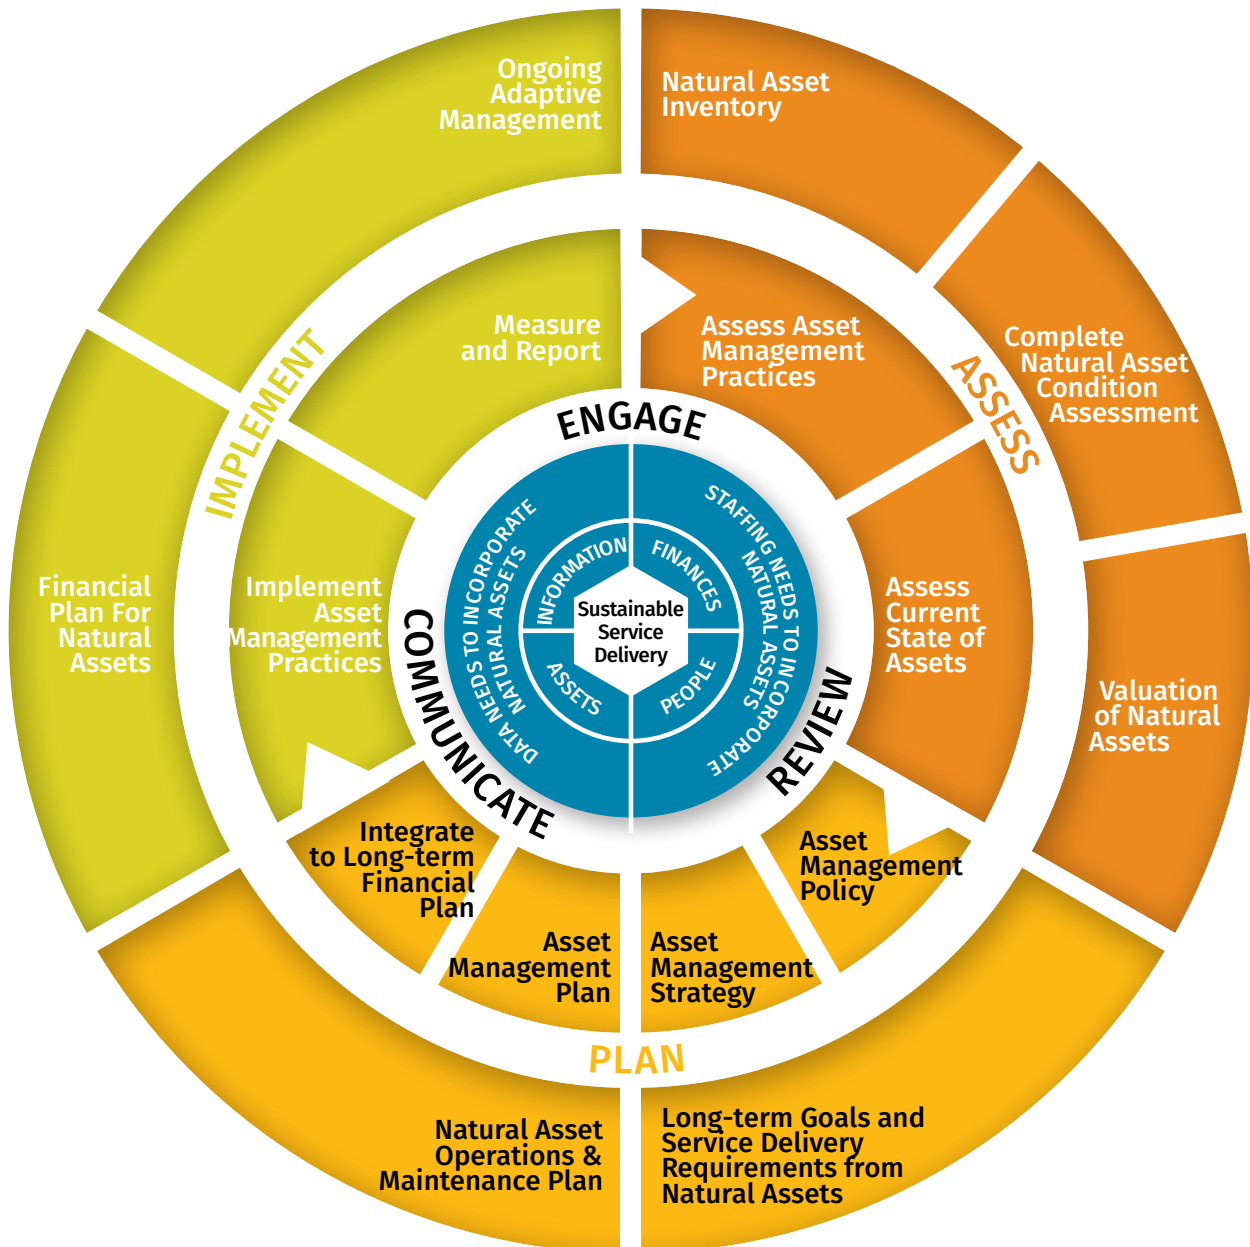 Ongoing
Adaptive
Management
Natural Asset
Inventory
Complete
Natural Asset
Condition
Assessment
Valuation
of Natural
Assets
Long-term Goals and
Service Delivery
Requirements from
Natural Assets
Natural Asset
Operations &
Maintenance Plan
Financial
Plan For
Natural
Assets
IMPLEMENT
ASSESS
PLAN
Measure
and Report
Assess Asset
Management
Practices
Assess
Current
State of
Assets
Asset
Management
Policy
Asset
Management
Strategy
Asset
Management
Plan
Integrate
to Long-term
Financial
Plan
Implement
Asset
Management
Practices
ENGAGE
REVIEW
COMMUNICATE
DATA NEEDS TO INCORPORATE
NATURAL ASSETS
STAFFING NEEDS TO INCORPORATE
NATURAL ASSETS
INFORMATION
FINANCES
PEOPLE
ASSETS
Sustainable
Service
Delivery